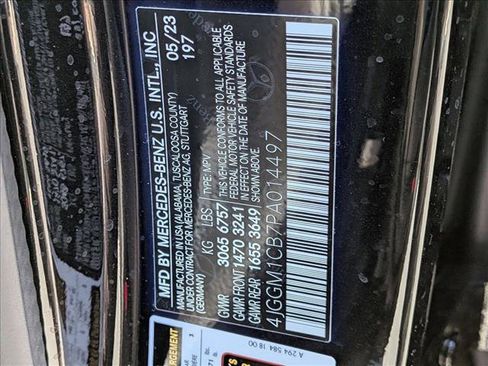 MFD BY MERCEDES-BENZ U.S. INTL., INC
MANUFACTURED IN USA (ALABAMA, TUSCALOOSA COUNTY)
FOR MERCEDES-BENZ AG, STUTTGART
(GERMANY)
05/23
197
KG LBS TYPE: MPV
GVWR 3065 6757
GAWR FRONT 1470 3241
GAWR REAR 1655 3649
THIS VEHICLE CONFORMS TO ALL APPLICABLE
FEDERAL MOTOR VEHICLE SAFETY STANDARDS
IN EFFECT ON THE DATE OF MANUFACTURE
SHOWN ABOVE.
4JGGM1CB7PA014497
A 294 584 18 00